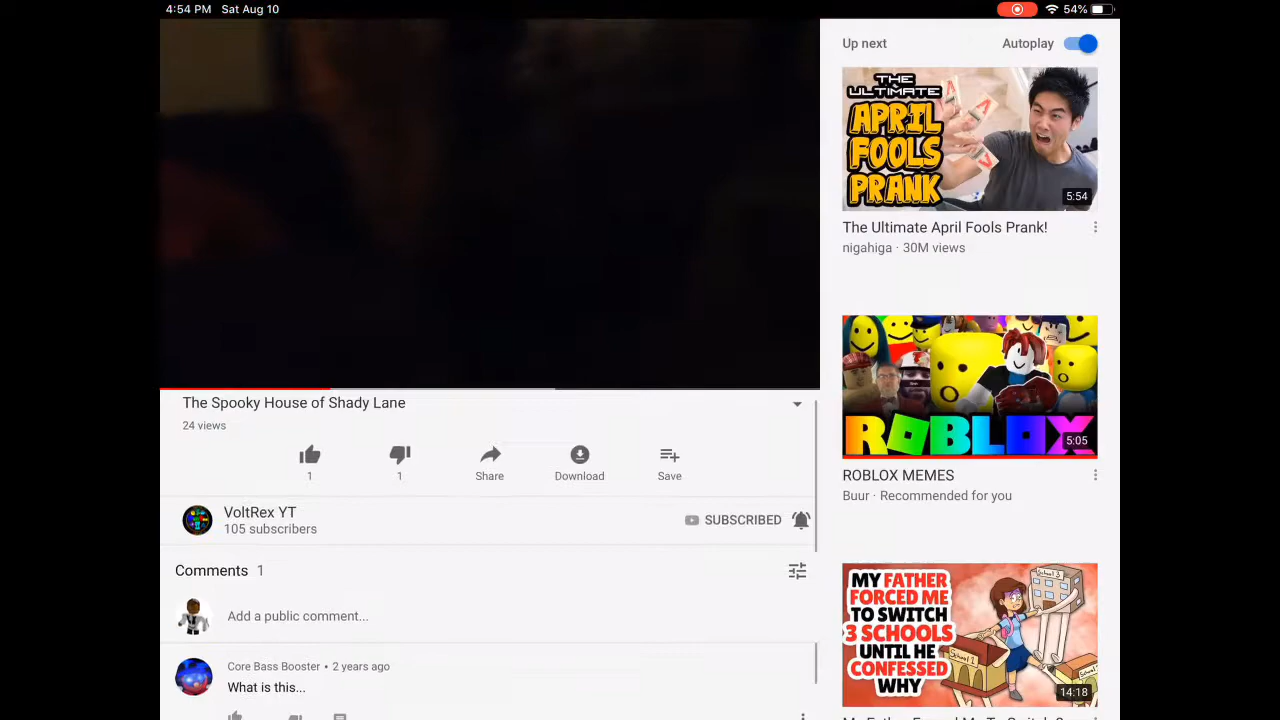 4:54 PM Sat Aug 10
54%
Up next
Autoplay
THE
ULTIMATE
APRIL
FOOLS
PRANK
5:54
The Ultimate April Fools Prank!
nigahiga · 30M views
ROBLOX
5:05
ROBLOX MEMES
Buur · Recommended for you
MY FATHER
FORCED ME
TO SWITCH
3 SCHOOLS
UNTIL HE
CONFESSED
WHY
School 3
School 1
14:18
The Spooky House of Shady Lane
24 views
1
1
Share
Download
Save
VoltRex YT
105 subscribers
SUBSCRIBED
Comments 1
Add a public comment...
Core Bass Booster • 2 years ago
What is this...